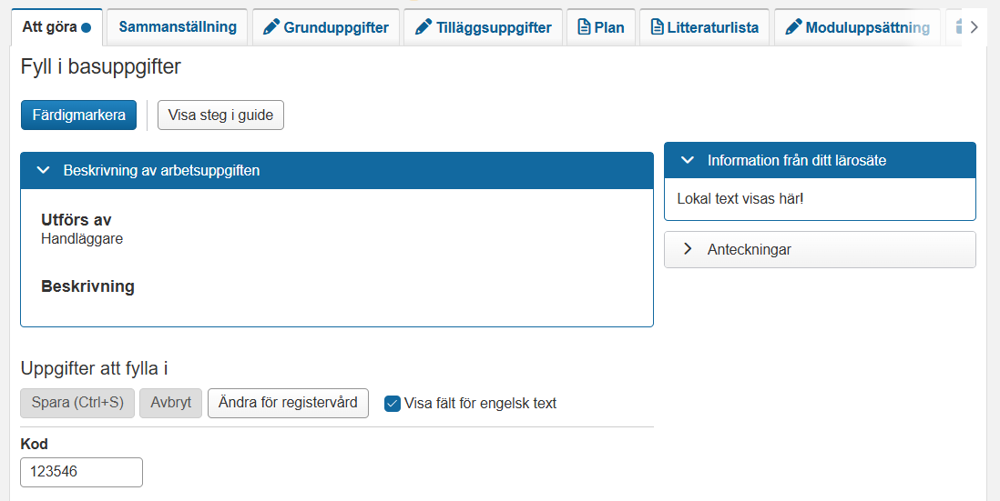 Att göra Sammanställning Grunduppgifter Tilläggsuppgifter Plan Litteraturlista Moduluppsättning
Fyll i basuppgifter
Färdigmarkera Visa steg i guide
Beskrivning av arbetsuppgiften
Utförs av
Handläggare
Beskrivning
Information från ditt lärosäte
Lokal text visas här!
Anteckningar
Uppgifter att fylla i
Spara (Ctrl+S) Avbryt Ändra för registervård Visa fält för engelsk text
Kod
123546